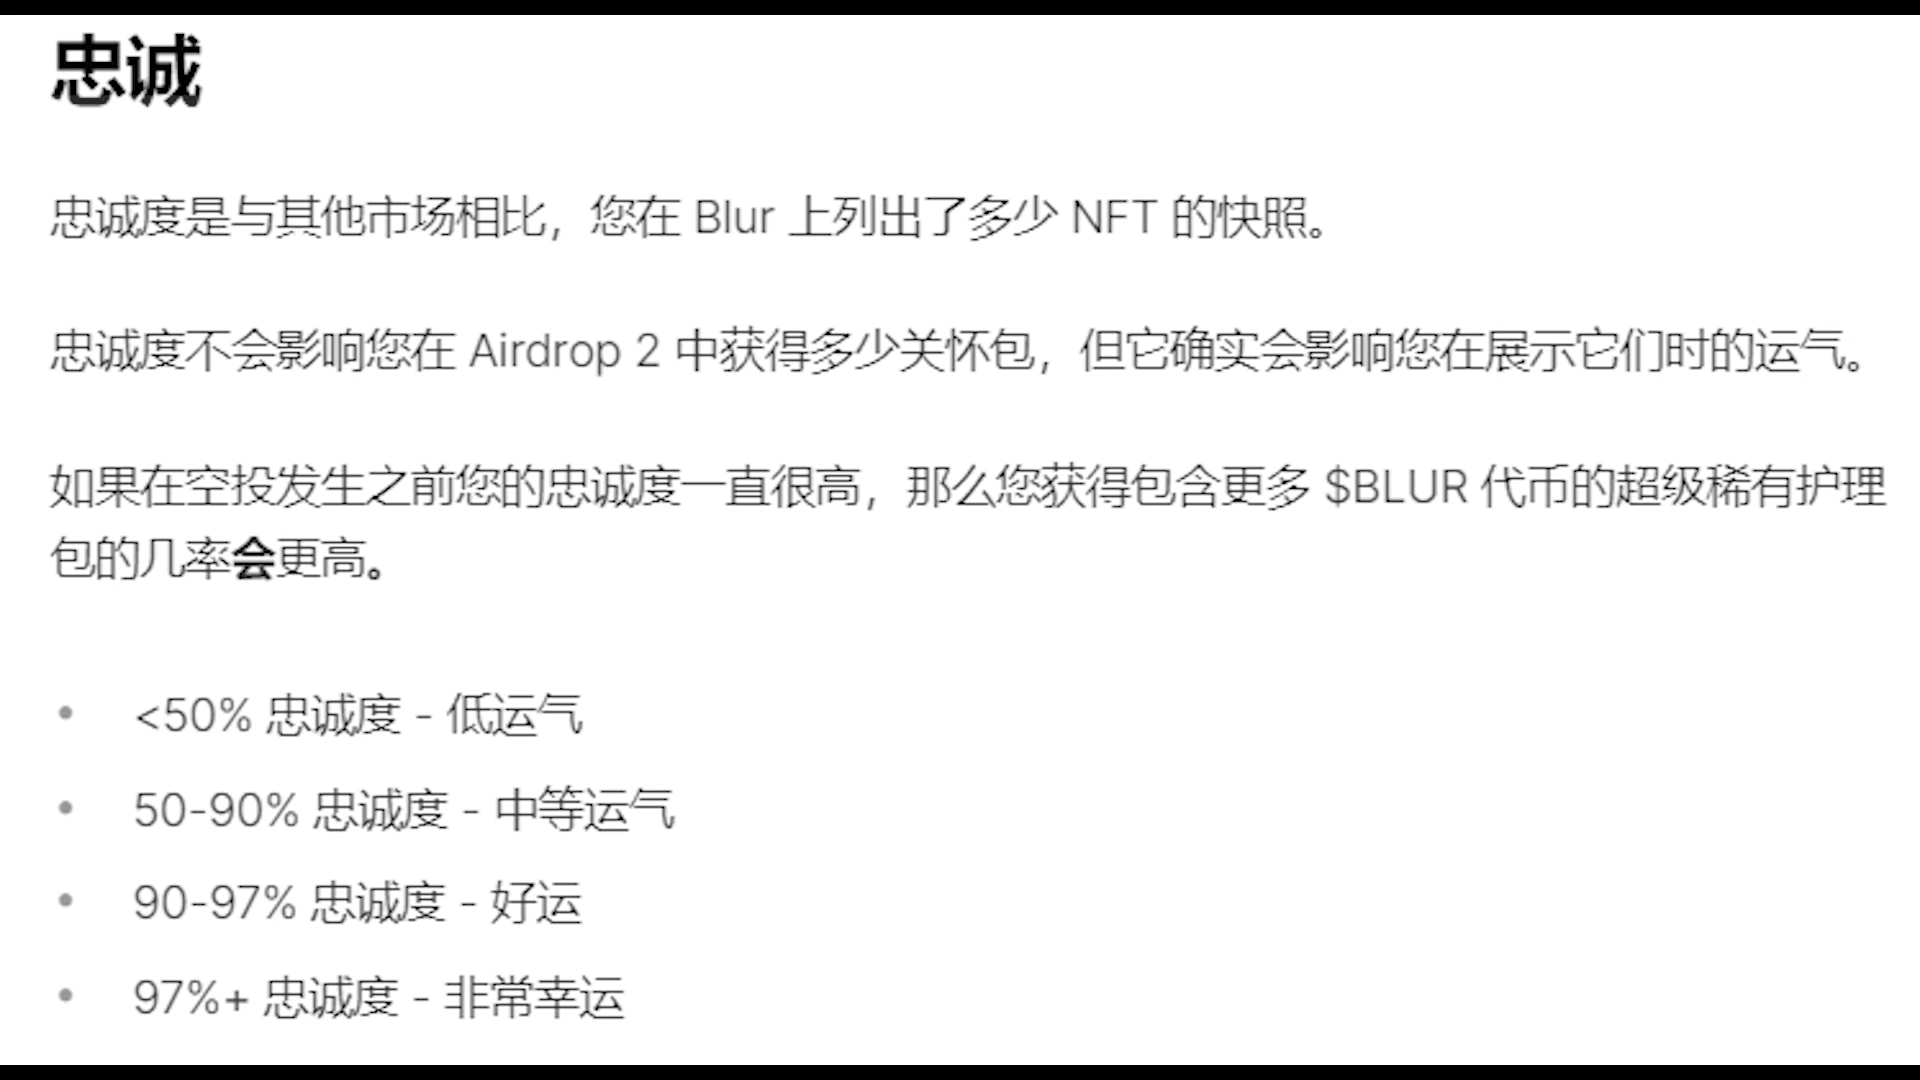 忠诚
忠诚度是与其他市场相比，您在 Blur 上列出了多少 NFT 的快照。
忠诚度不会影响您在 Airdrop 2 中获得多少关怀包，但它确实会影响您在展示它们时的运气。
如果在空投发生之前您的忠诚度一直很高，那么您获得包含更多 $BLUR 代币的超级稀有护理
包的几率会更高。
• <50% 忠诚度 - 低运气
• 50-90% 忠诚度 - 中等运气
• 90-97% 忠诚度 - 好运
• 97%+ 忠诚度 - 非常幸运